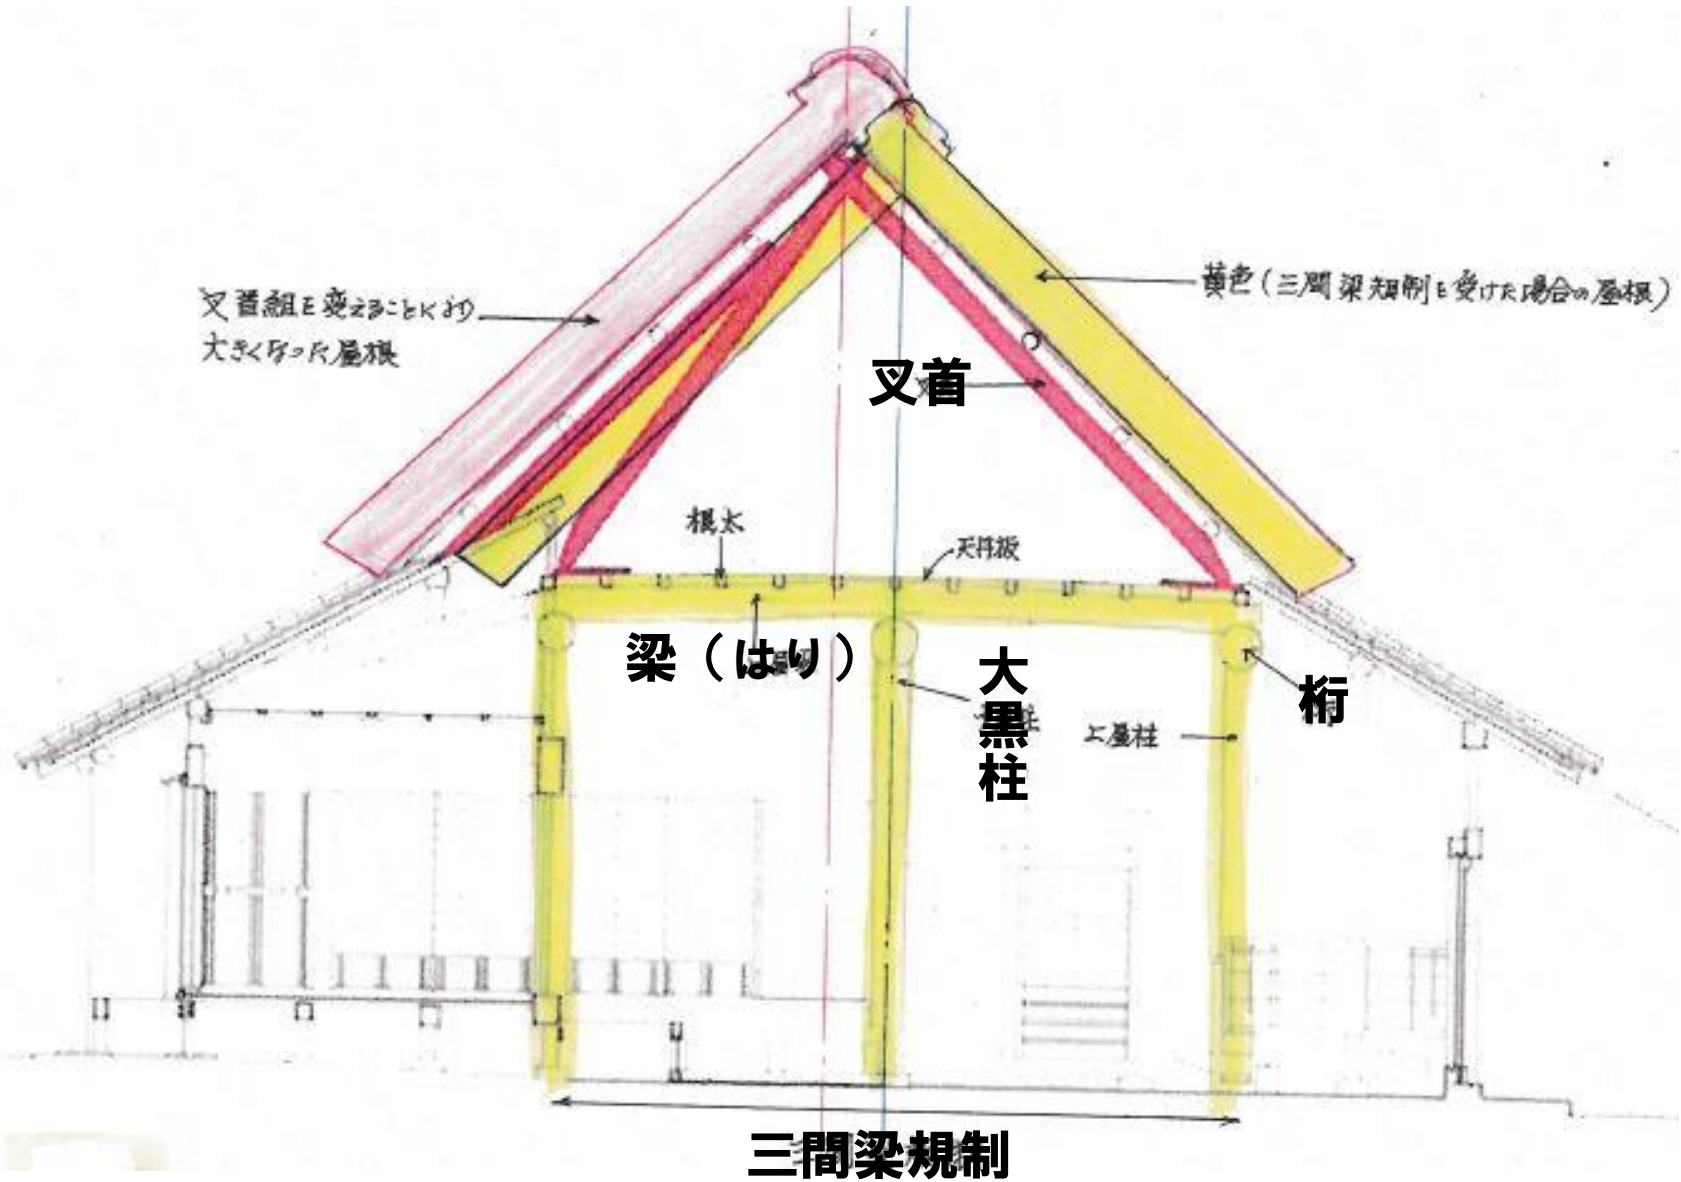 叉首組を変えることにより
大きくなった屋根
黄色(三間梁規制を受けた場合の屋根)
叉首
根太
天井板
梁（はり）
大黒柱
桁
上屋柱
三間梁規制